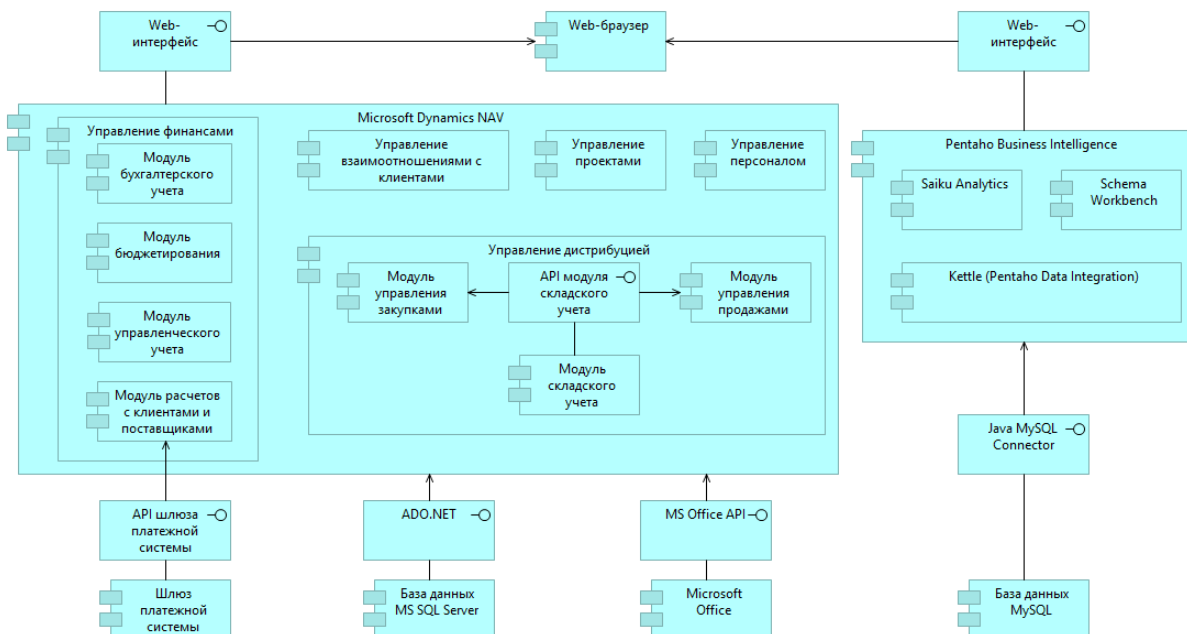 Web-
интерфейс
Web-браузер
Web-
интерфейс
Microsoft Dynamics NAV
Управление финансами
Модуль
бухгалтерского
учета
Модуль
бюджетирования
Модуль
управленческого
учета
Модуль расчетов
с клиентами и
поставщиками
Управление
взаимоотношениями с
клиентами
Управление
проектами
Управление
персоналом
Управление дистрибуцией
Модуль
управления
закупками
API модуля
складского
учета
Модуль
управления
продажами
Модуль
складского
учета
Pentaho Business Intelligence
Saiku Analytics
Schema
Workbench
Kettle (Pentaho Data Integration)
API шлюза
платежной
системы
ADO.NET
MS Office API
Java MySQL
Connector
Шлюз
платежной
системы
База данных
MS SQL Server
Microsoft
Office
База данных
MySQL